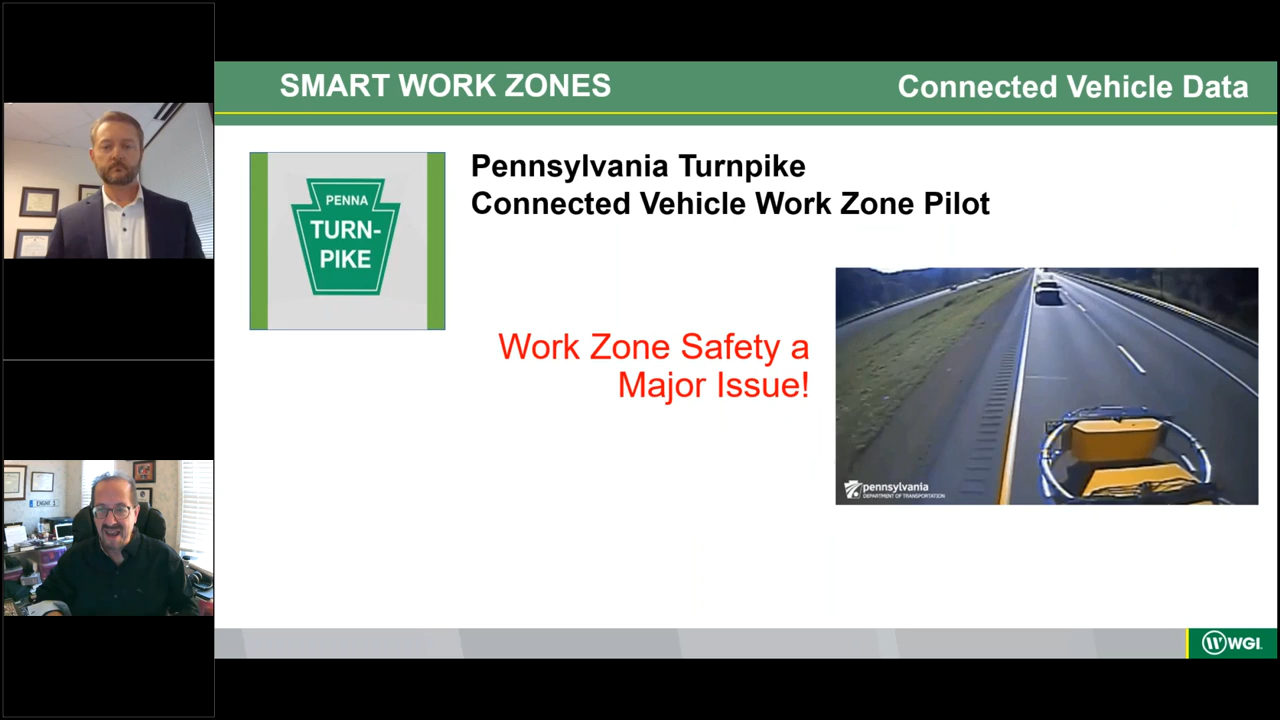 SMART WORK ZONES
Connected Vehicle Data
PENNA
TURN-
PIKE
Pennsylvania Turnpike
Connected Vehicle Work Zone Pilot
Work Zone Safety a
Major Issue!
pennsylvania
DEPARTMENT OF TRANSPORTATION
WGI.